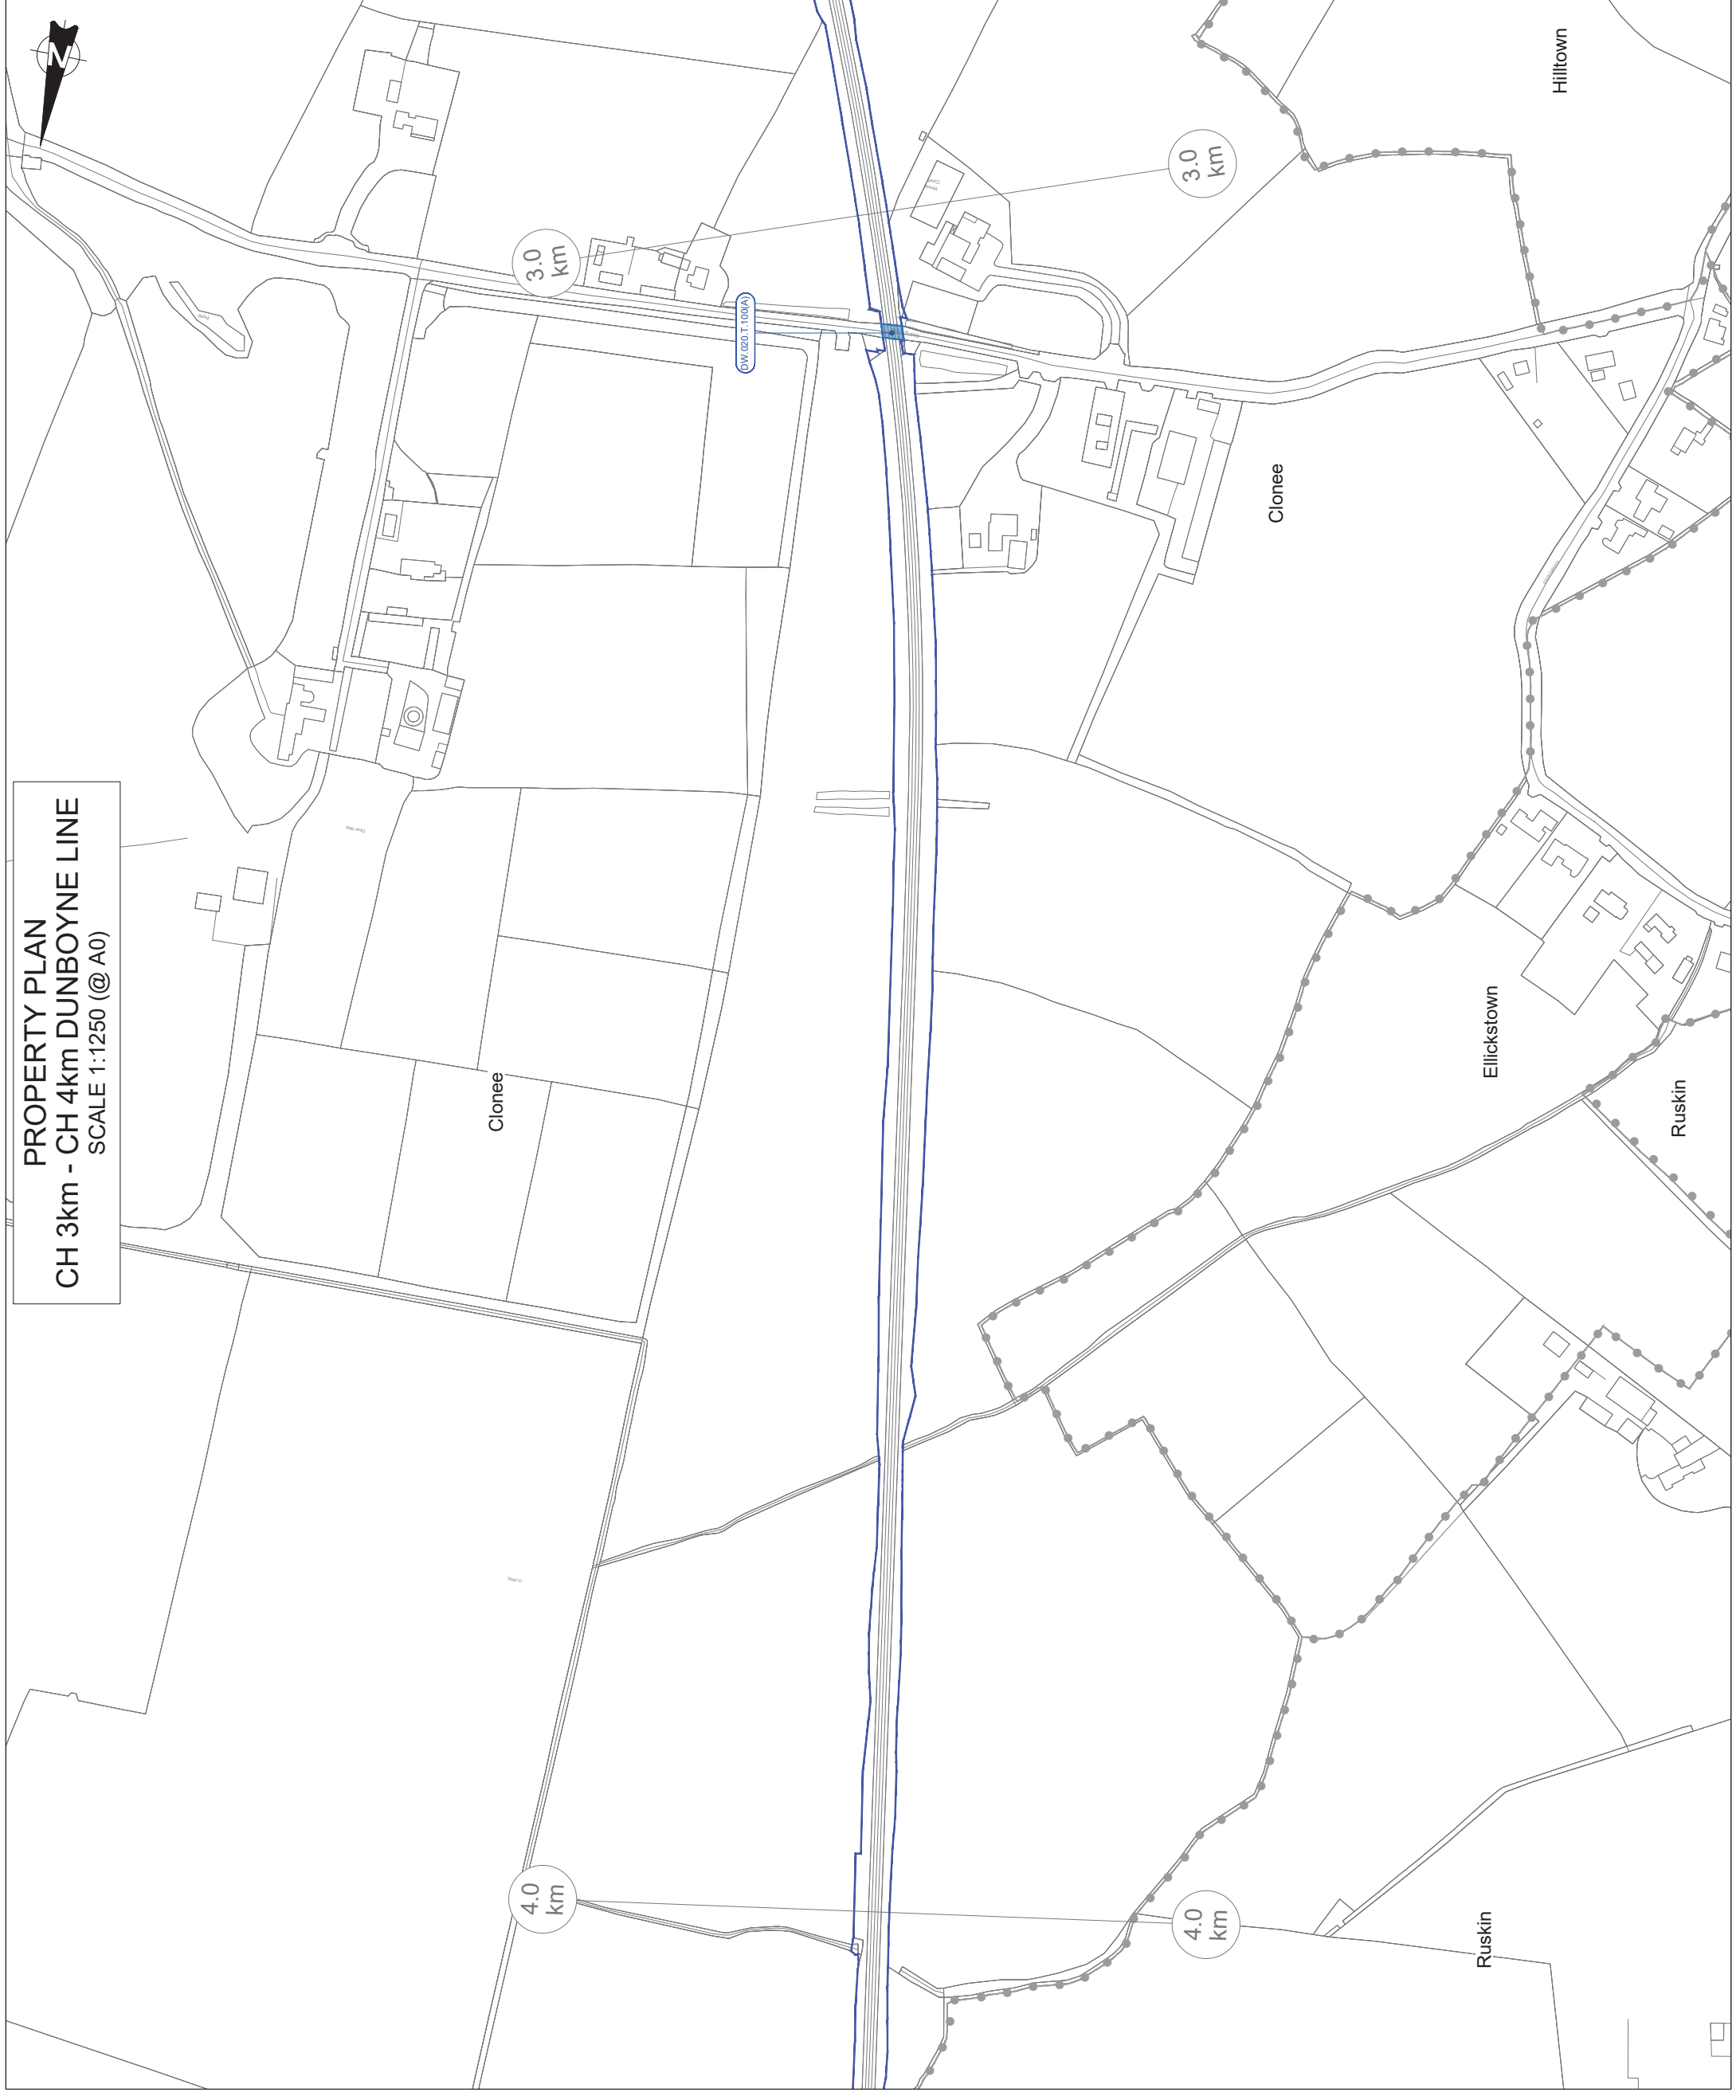 PROPERTY PLAN
CH 3km - CH 4km DUNBOYNE LINE
SCALE 1:1250 (@ A0)
N
3.0
km
3.0
km
DW.020.T.100(A)
Hilltown
Clonee
Clonee
Ellickstown
Ruskin
4.0
km
4.0
km
Ruskin
Pond